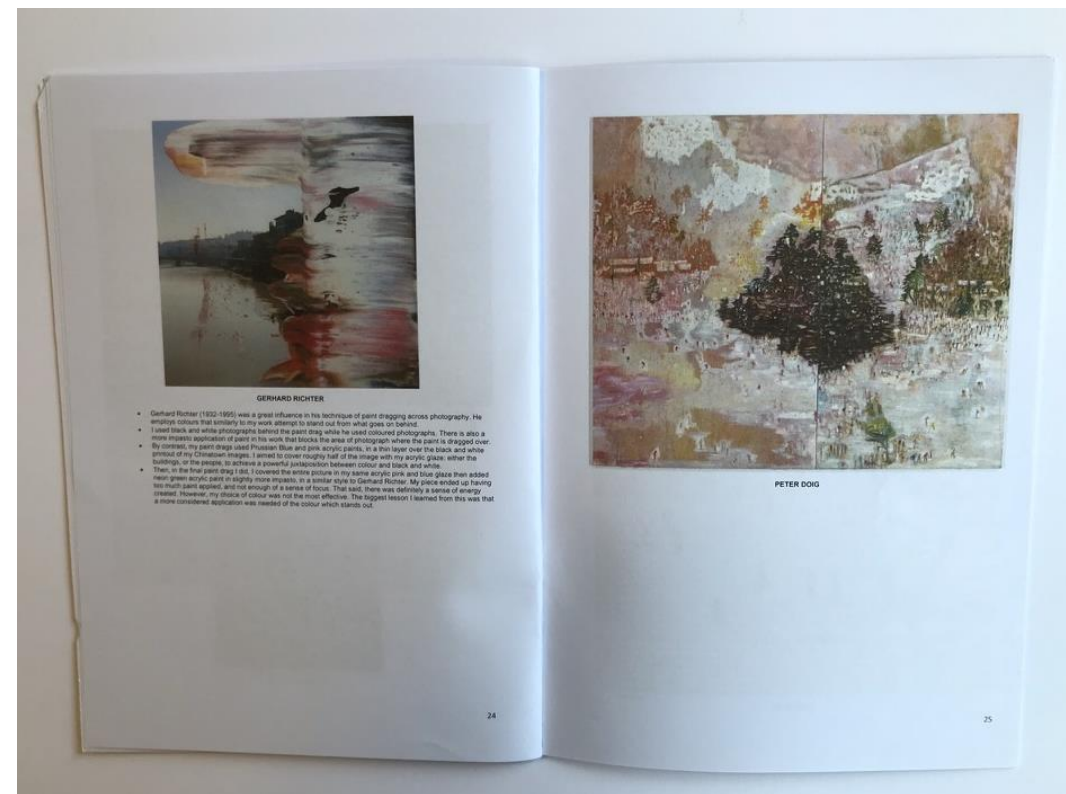 GERHARD RICHTER
• Gerhard Richter (1932-1995) was a great influence in his technique of paint dragging across photography. He
employs colours that similarly to my work attempt to stand out from what goes on behind.
• I used black and white photographs behind the paint drag while he used coloured photographs. There is also a
more impasto application of paint in his work that blocks the area of photograph where the paint is dragged over.
• By contrast, my paint drags used Prussian Blue and pink acrylic paints, in a thin layer over the black and white
printout of my Chinatown images. I aimed to cover roughly half of the image with my acrylic glaze; either the
buildings, or the people, to achieve a powerful juxtaposition between colour and black and white.
• Then, in the final paint drag I did, I covered the entire picture in my same acrylic pink and blue glaze then added
neon green acrylic paint in slightly more impasto, in a similar style to Gerhard Richter. My piece ended up having
too much paint applied, and not enough of a sense of focus. That said, there was definitely a sense of energy
created. However, my choice of colour was not the most effective. The biggest lesson I learned from this was that
a more considered application was needed of the colour which stands out.
24
PETER DOIG
25